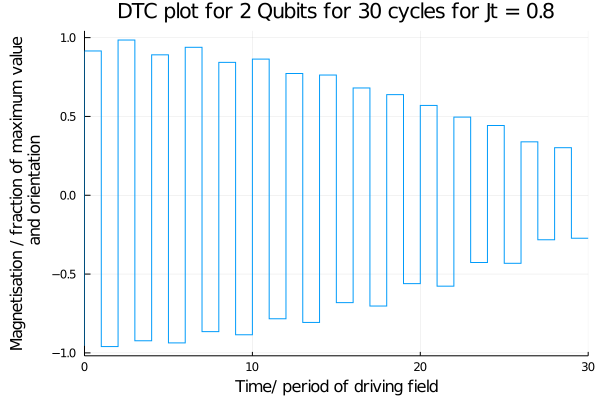 DTC plot for 2 Qubits for 30 cycles for Jt = 0.8
Magnetisation / fraction of maximum value
and orientation
1.0
0.5
0.0
−0.5
−1.0
0
10
20
30
Time/ period of driving field